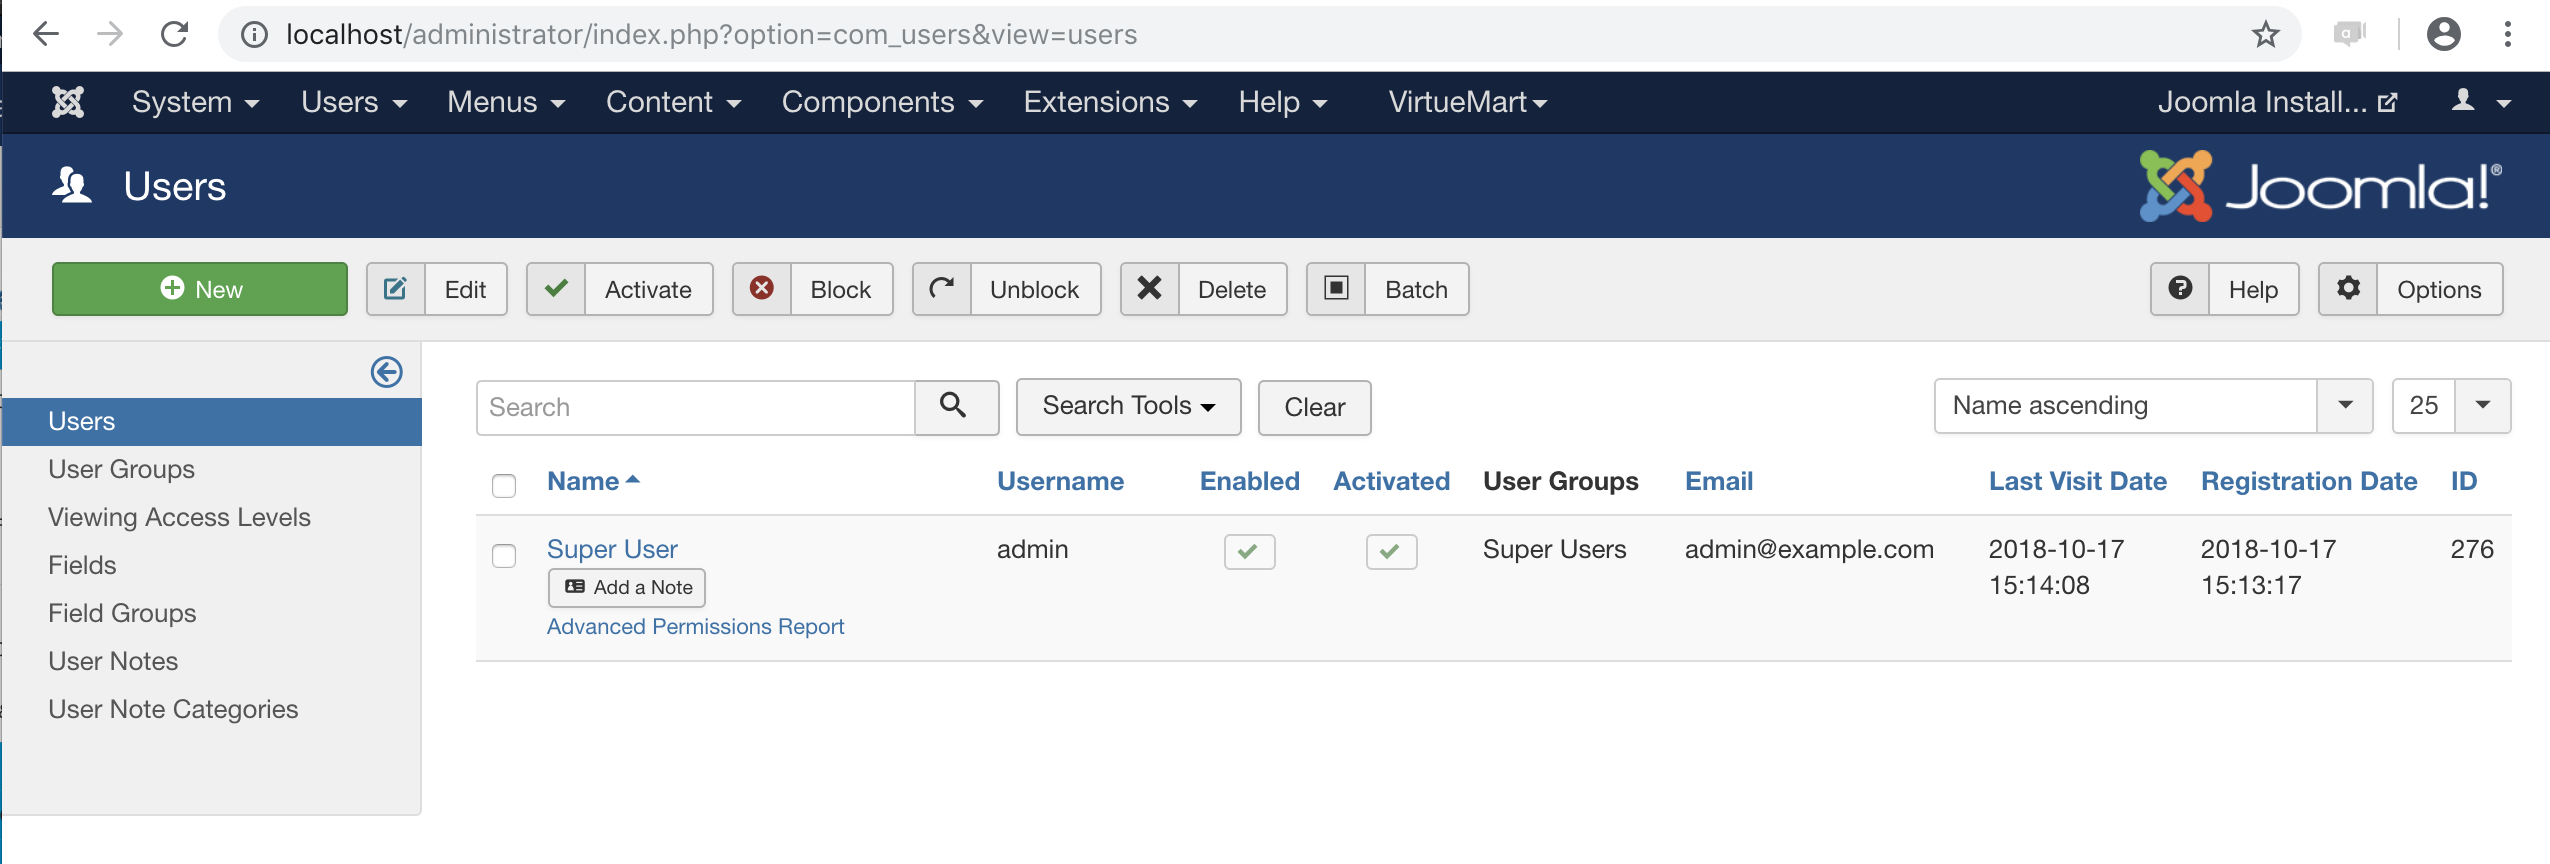 localhost/administrator/index.php?option=com_users&view=users
System Users Menus Content Components Extensions Help VirtueMart Joomla Install...
Users Joomla!®
New Edit Activate Block Unblock Delete Batch Help Options
Users
User Groups
Viewing Access Levels
Fields
Field Groups
User Notes
User Note Categories
Search Search Tools Clear Name ascending 25
Name Username Enabled Activated User Groups Email Last Visit Date Registration Date ID
Super User admin Super Users admin@example.com 2018-10-17 2018-10-17 276
Add a Note 15:14:08 15:13:17
Advanced Permissions Report